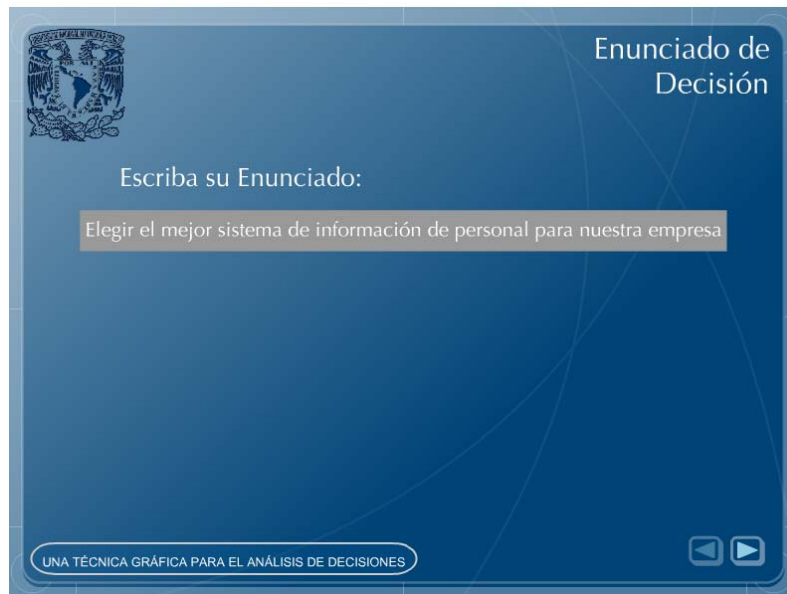 Enunciado de
Decisión
Escriba su Enunciado:
Elegir el mejor sistema de información de personal para nuestra empresa
UNA TÉCNICA GRÁFICA PARA EL ANÁLISIS DE DECISIONES